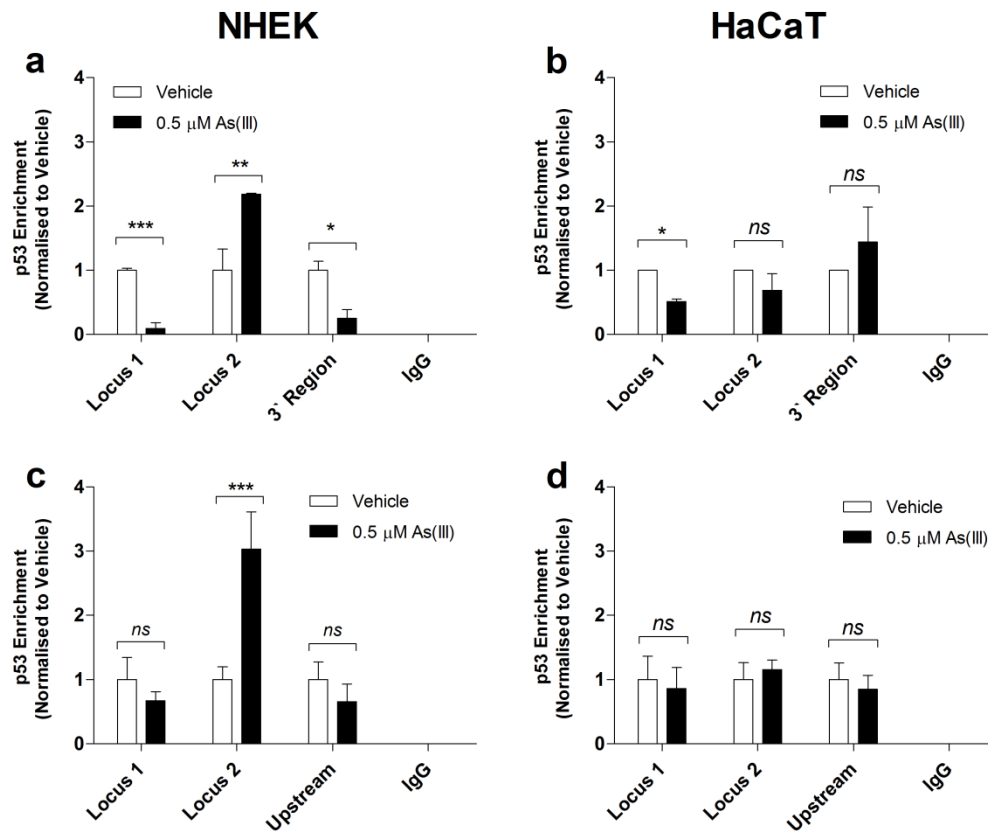 NHEK
HaCaT
a
Vehicle
0.5 μM As(III)
p53 Enrichment
(Normalised to Vehicle)
4
3
2
1
0
***
**
*
Locus 1
Locus 2
3` Region
IgG
b
Vehicle
0.5 μM As(III)
p53 Enrichment
(Normalised to Vehicle)
4
3
2
1
0
*
ns
ns
Locus 1
Locus 2
3` Region
IgG
c
Vehicle
0.5 μM As(III)
p53 Enrichment
(Normalised to Vehicle)
4
3
2
1
0
ns
***
ns
Locus 1
Locus 2
Upstream
IgG
d
Vehicle
0.5 μM As(III)
p53 Enrichment
(Normalised to Vehicle)
4
3
2
1
0
ns
ns
ns
Locus 1
Locus 2
Upstream
IgG